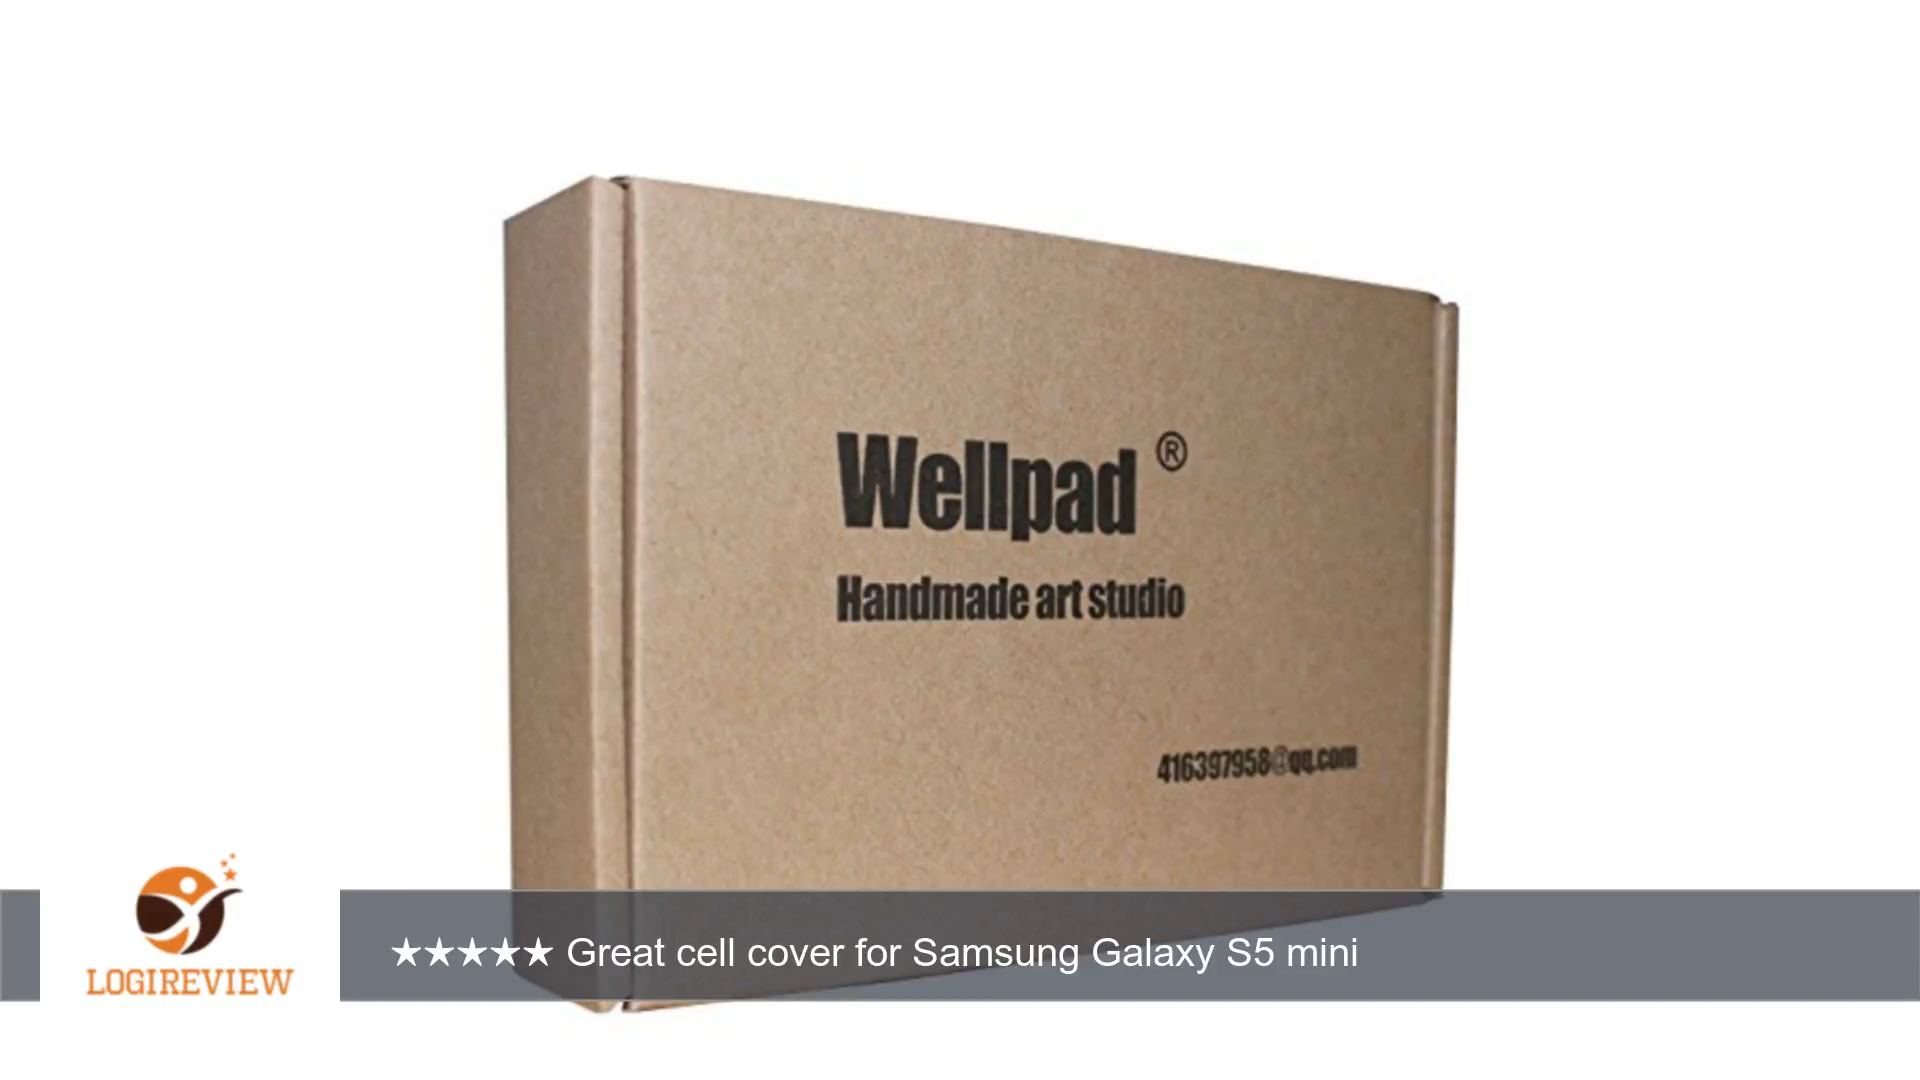 Wellpad ®
Handmade art studio
416397958@qq.com
★★★★★ Great cell cover for Samsung Galaxy S5 mini
LOGIREVIEW